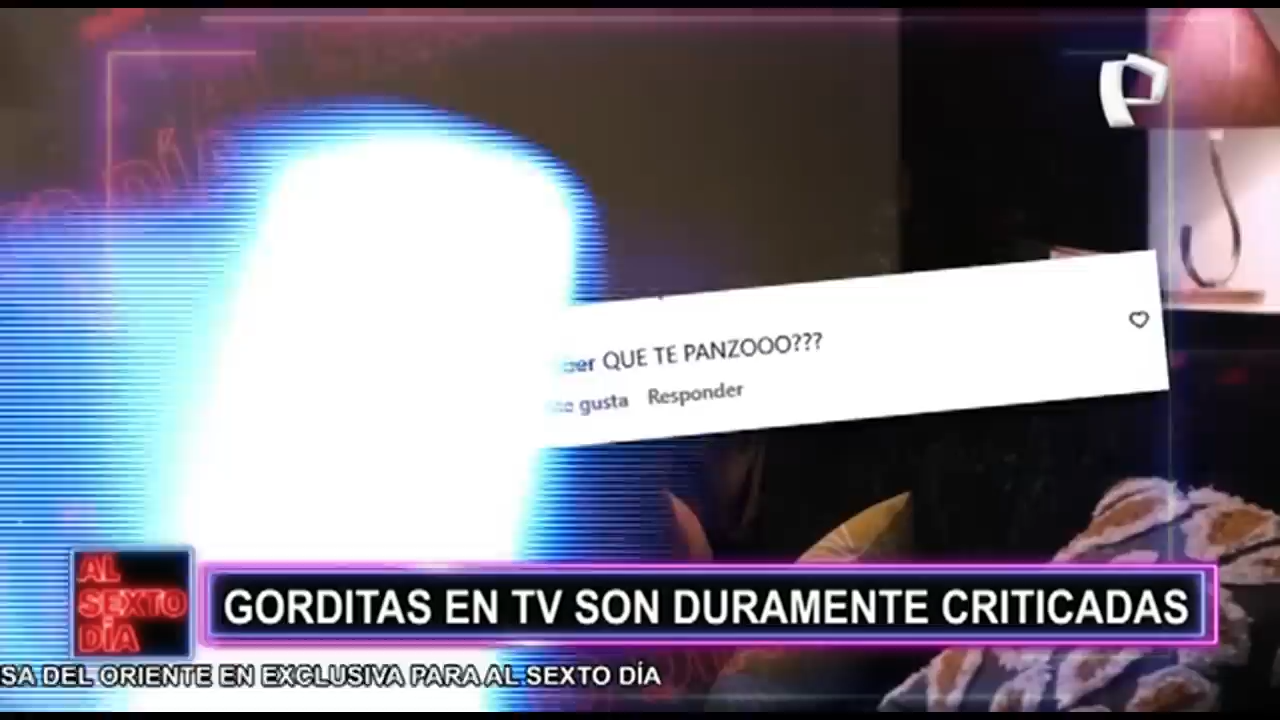 QUE TE PANZOOO???
gusta Responder
AL
SEXTO
DÍA
GORDITAS EN TV SON DURAMENTE CRITICADAS
SA DEL ORIENTE EN EXCLUSIVA PARA AL SEXTO DÍA